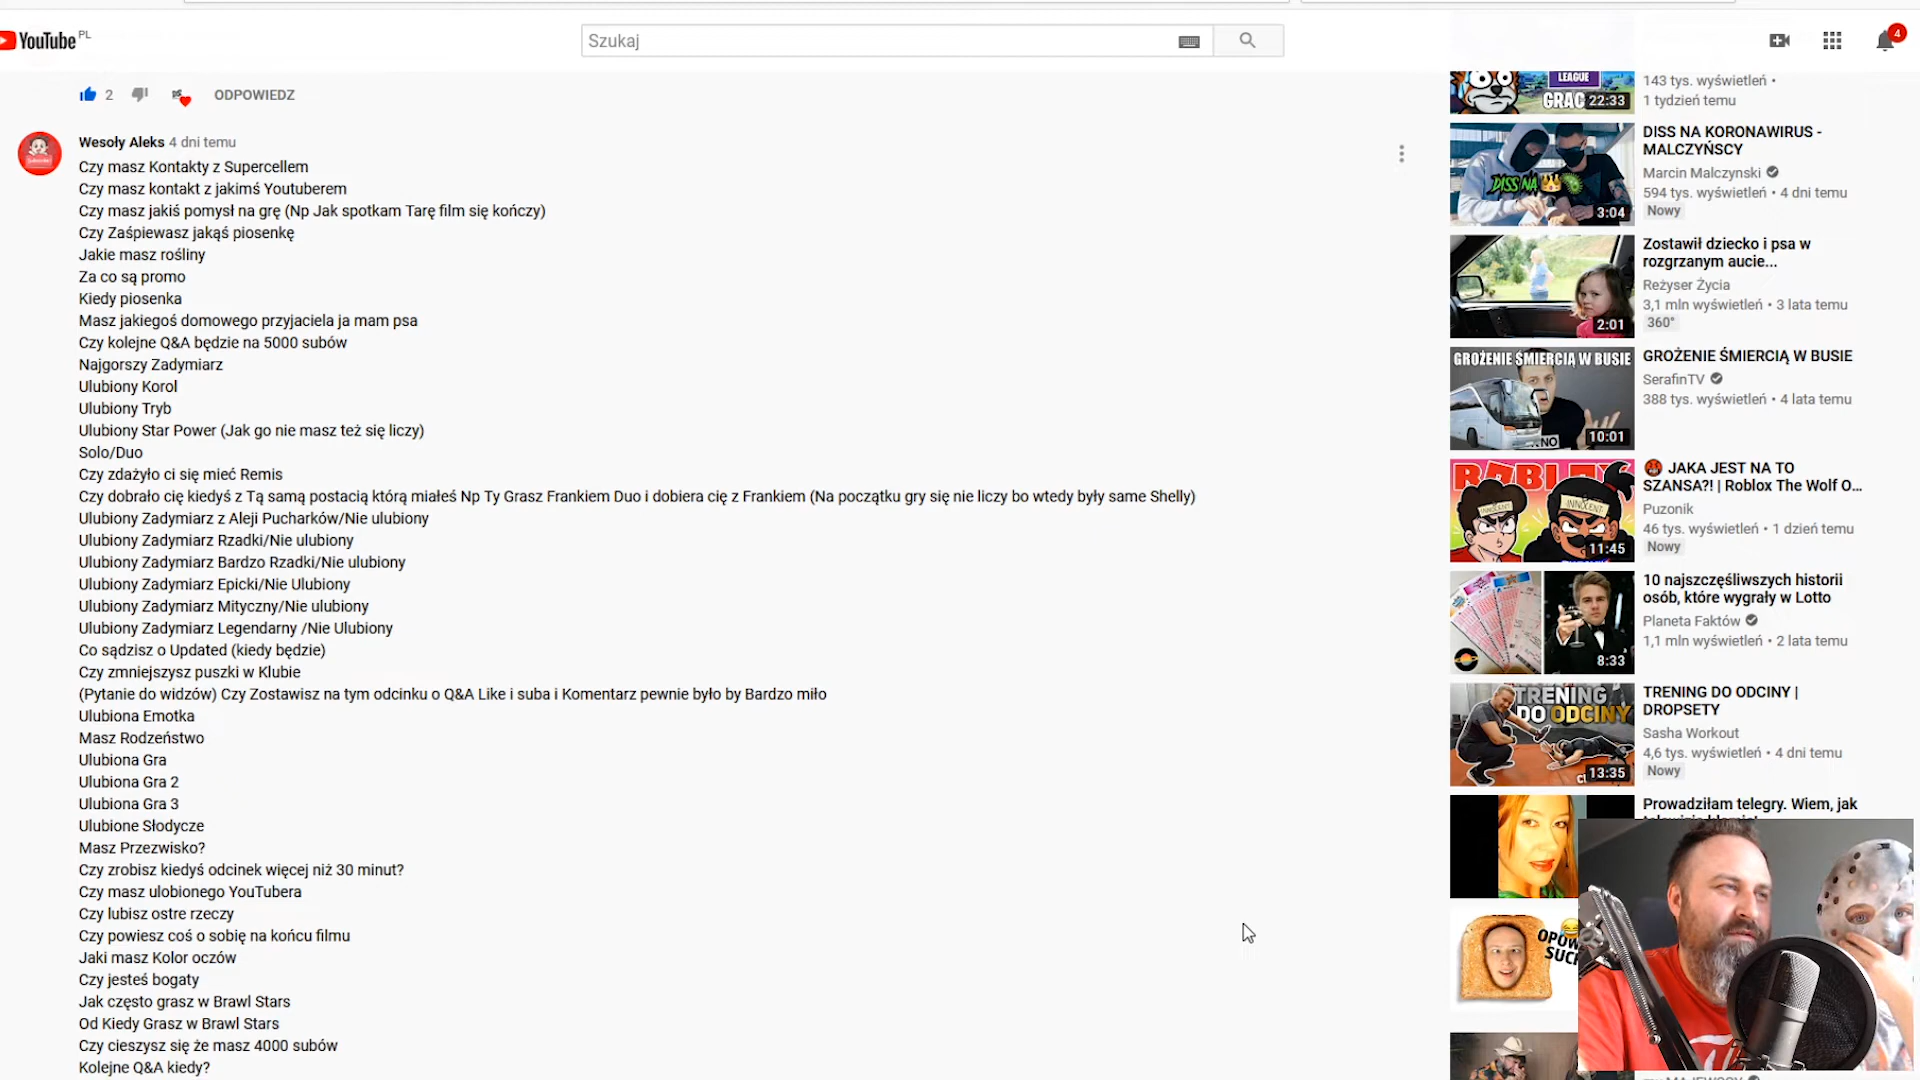 YouTube PL
Szukaj
4
2
ODPOWIEDZ
Wesoły Aleks 4 dni temu
Czy masz Kontakty z Supercellem
Czy masz kontakt z jakimś Youtuberem
Czy masz jakiś pomysł na grę (Np Jak spotkam Tarę film się kończy)
Czy Zaśpiewasz jakąś piosenkę
Jakie masz rośliny
Za co są promo
Kiedy piosenka
Masz jakiegoś domowego przyjaciela ja mam psa
Czy kolejne Q&A będzie na 5000 subów
Najgorszy Zadymiarz
Ulubiony Korol
Ulubiony Tryb
Ulubiony Star Power (Jak go nie masz też się liczy)
Solo/Duo
Czy zdażyło ci się mieć Remis
Czy dobrało cię kiedyś z Tą samą postacią którą miałeś Np Ty Grasz Frankiem Duo i dobiera cię z Frankiem (Na początku gry się nie liczy bo wtedy były same Shelly)
Ulubiony Zadymiarz z Aleji Pucharków/Nie ulubiony
Ulubiony Zadymiarz Rzadki/Nie ulubiony
Ulubiony Zadymiarz Bardzo Rzadki/Nie ulubiony
Ulubiony Zadymiarz Epicki/Nie Ulubiony
Ulubiony Zadymiarz Mityczny/Nie ulubiony
Ulubiony Zadymiarz Legendarny /Nie Ulubiony
Co sądzisz o Updated (kiedy będzie)
Czy zmniejszysz puszki w Klubie
(Pytanie do widzów) Czy Zostawisz na tym odcinku o Q&A Like i suba i Komentarz pewnie było by Bardzo miło
Ulubiona Emotka
Masz Rodzeństwo
Ulubiona Gra
Ulubiona Gra 2
Ulubiona Gra 3
Ulubione Słodycze
Masz Przezwisko?
Czy zrobisz kiedyś odcinek więcej niż 30 minut?
Czy masz ulobionego YouTubera
Czy lubisz ostre rzeczy
Czy powiesz coś o sobię na końcu filmu
Jaki masz Kolor oczów
Czy jesteś bogaty
Jak często grasz w Brawl Stars
Od Kiedy Grasz w Brawl Stars
Czy cieszysz się że masz 4000 subów
Kolejne Q&A kiedy?
LEAGUE
GRAC
22:33
143 tys. wyświetleń •
1 tydzień temu
DISS NA
3:04
DISS NA KORONAWIRUS -
MALCZYŃSCY
Marcin Malczynski
594 tys. wyświetleń • 4 dni temu
Nowy
2:01
Zostawił dziecko i psa w
rozgrzanym aucie...
Reżyser Życia
3,1 mln wyświetleń • 3 lata temu
360°
GROŻENIE ŚMIERCIĄ W BUSIE
NO
10:01
GROŻENIE ŚMIERCIĄ W BUSIE
SerafinTV
388 tys. wyświetleń • 4 lata temu
ROBLOX
INNOCENT
INNOCENT
11:45
JAKA JEST NA TO
SZANSA?! | Roblox The Wolf O...
Puzonik
46 tys. wyświetleń • 1 dzień temu
Nowy
8:33
10 najszczęśliwszych historii
osób, które wygrały w Lotto
Planeta Faktów
1,1 mln wyświetleń • 2 lata temu
TRENING
DO ODCINY
13:35
TRENING DO ODCINY |
DROPSETY
Sasha Workout
4,6 tys. wyświetleń • 4 dni temu
Nowy
Prowadziłam telegry. Wiem, jak
OPOW
SUCH